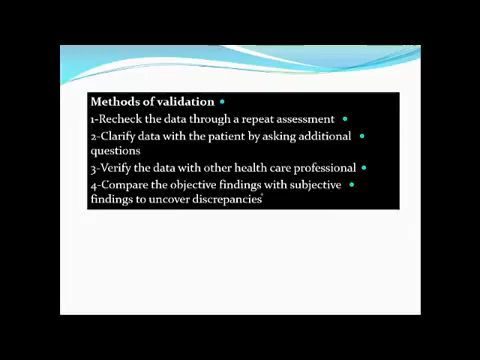 Methods of validation •
1-Recheck the data through a repeat assessment •
2-Clarify data with the patient by asking additional •
questions
3-Verify the data with other health care professional •
4-Compare the objective findings with subjective •
findings to uncover discrepancies